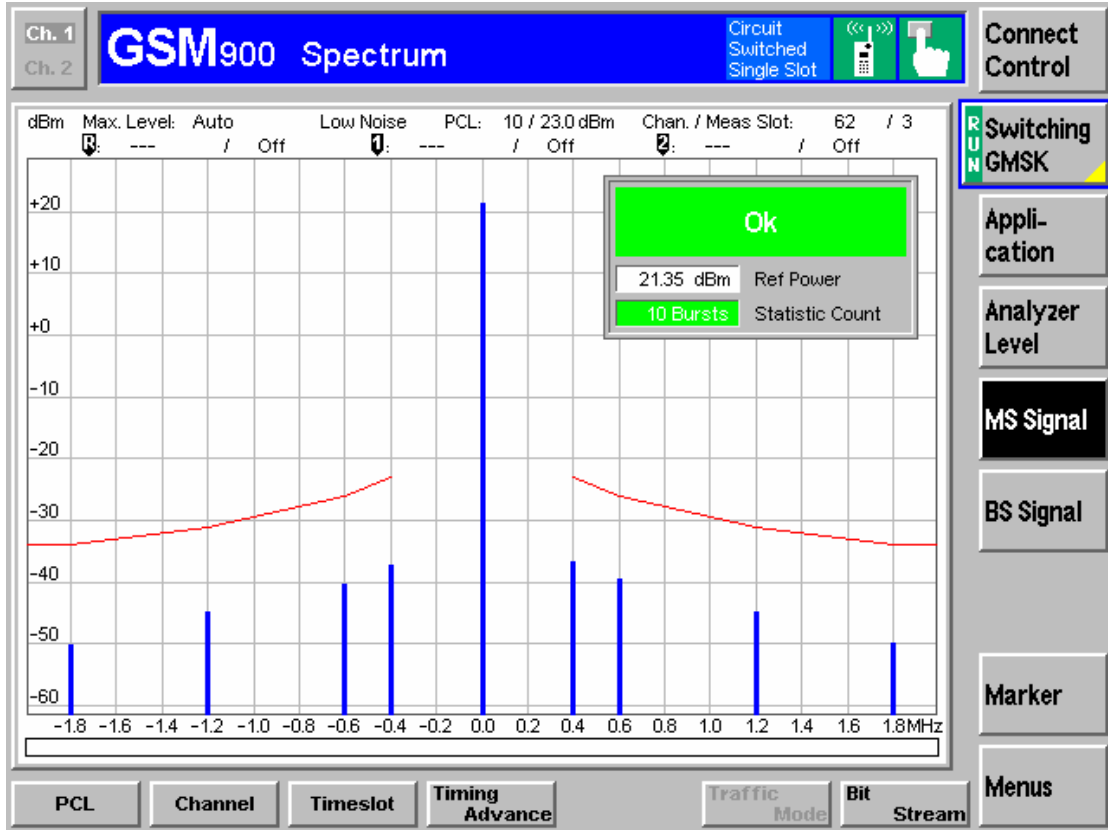 Ch. 1
Ch. 2
GSM900 Spectrum
Circuit
Switched
Single Slot
Connect
Control
dBm Max. Level: Auto Low Noise PCL: 10 / 23.0 dBm Chan. / Meas Slot: 62 / 3
R: --- / Off 1: --- / Off 2: --- / Off
RUN
Switching
GMSK
Appli-
cation
Analyzer
Level
MS Signal
BS Signal
Marker
Menus
Ok
21.35 dBm Ref Power
10 Bursts Statistic Count
+20
+10
+0
-10
-20
-30
-40
-50
-60
-1.8 -1.6 -1.4 -1.2 -1.0 -0.8 -0.6 -0.4 -0.2 0.0 0.2 0.4 0.6 0.8 1.0 1.2 1.4 1.6 1.8 MHz
PCL
Channel
Timeslot
Timing
Advance
Traffic
Mode
Bit
Stream